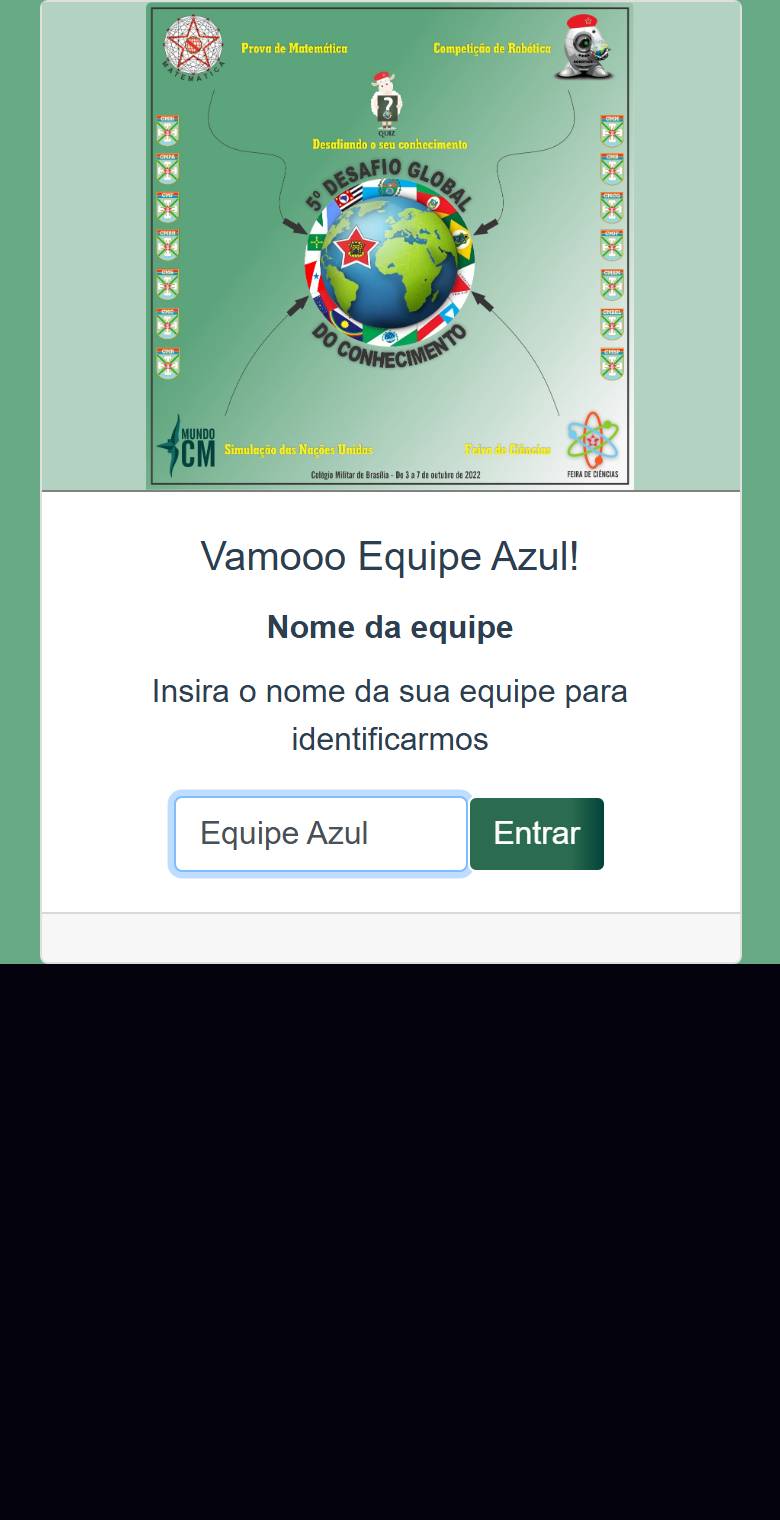 Prova de Matemática
Competição de Robótica
MATEMÁTICA
?
QUIZ
Desafiando o seu conhecimento
5º DESAFIO GLOBAL
DO CONHECIMENTO
MUNDO
CM
Simulação das Nações Unidas
Feira de Ciências
FEIRA DE CIÊNCIAS
Colégio Militar de Brasília - De 3 a 7 de outubro de 2022
Vamooo Equipe Azul!
Nome da equipe
Insira o nome da sua equipe para
identificarmos
Equipe Azul
Entrar